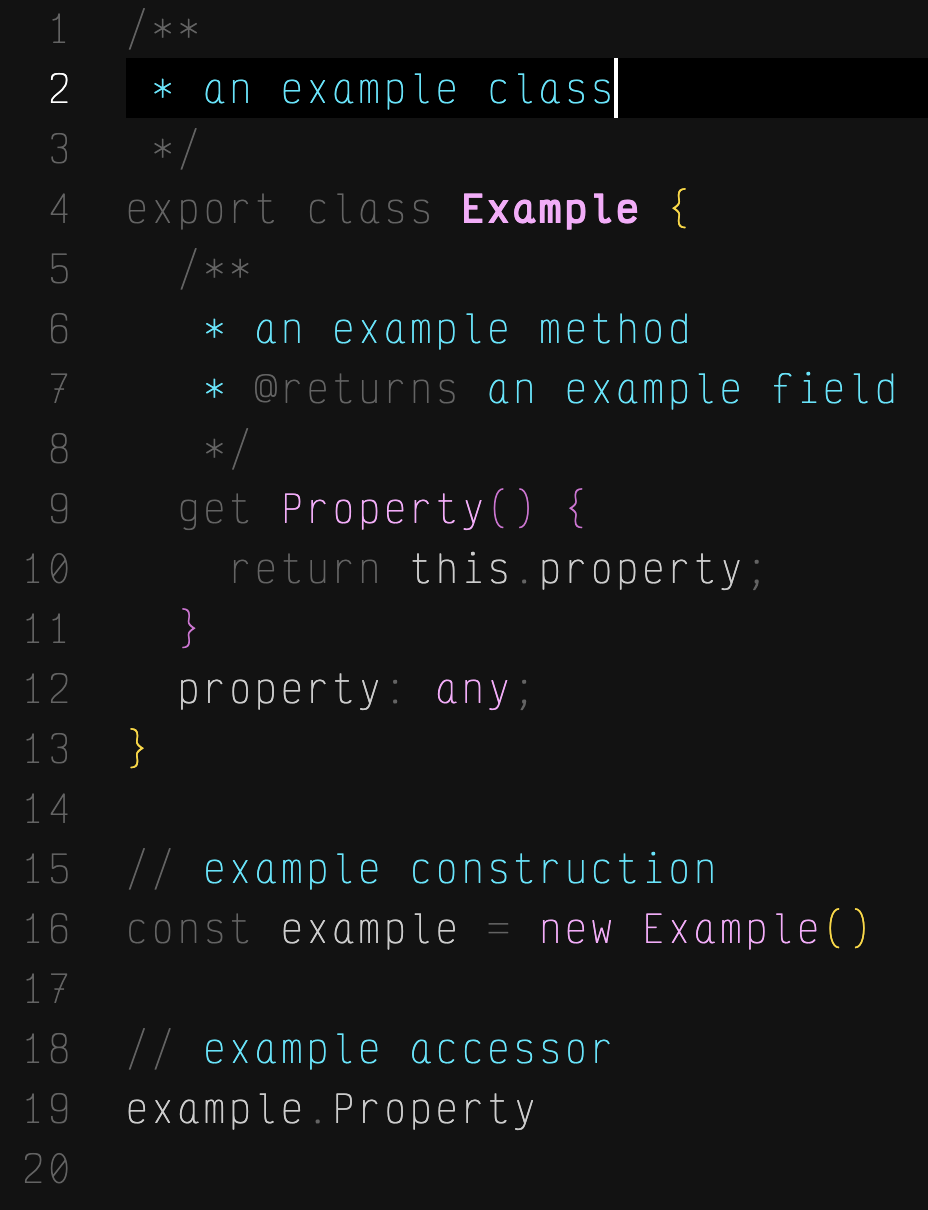 1 /**
2  * an example class
3  */
4 export class Example {
5   /**
6    * an example method
7    * @returns an example field
8    */
9   get Property() {
10     return this.property;
11   }
12   property: any;
13 }
14
15 // example construction
16 const example = new Example()
17
18 // example accessor
19 example.Property
20